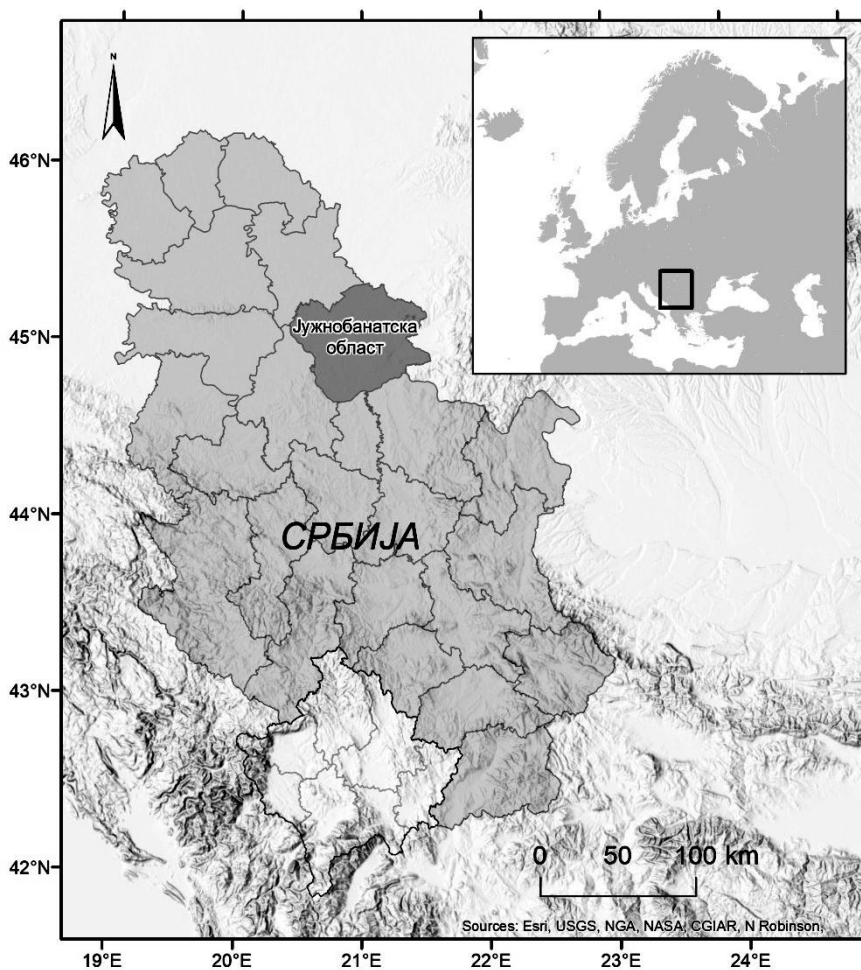 N
46°N
45°N
44°N
43°N
42°N
Јужнобанатска
област
СРБИЈА
0 50 100 km
Sources: Esri, USGS, NGA, NASA, CGIAR, N Robinson,
19°E 20°E 21°E 22°E 23°E 24°E